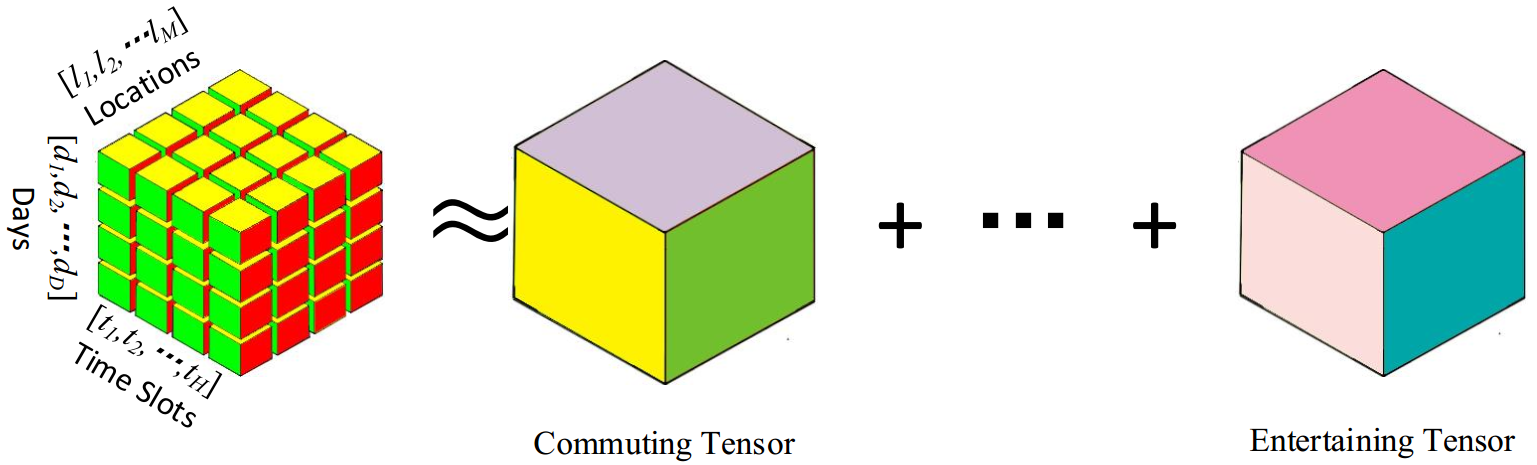 [l1,l2, ···lM]
Locations
[d1,d2, ···,dD]
Days
[t1,t2, ···,tH]
Time Slots
≈ + ··· +
Commuting Tensor
Entertaining Tensor